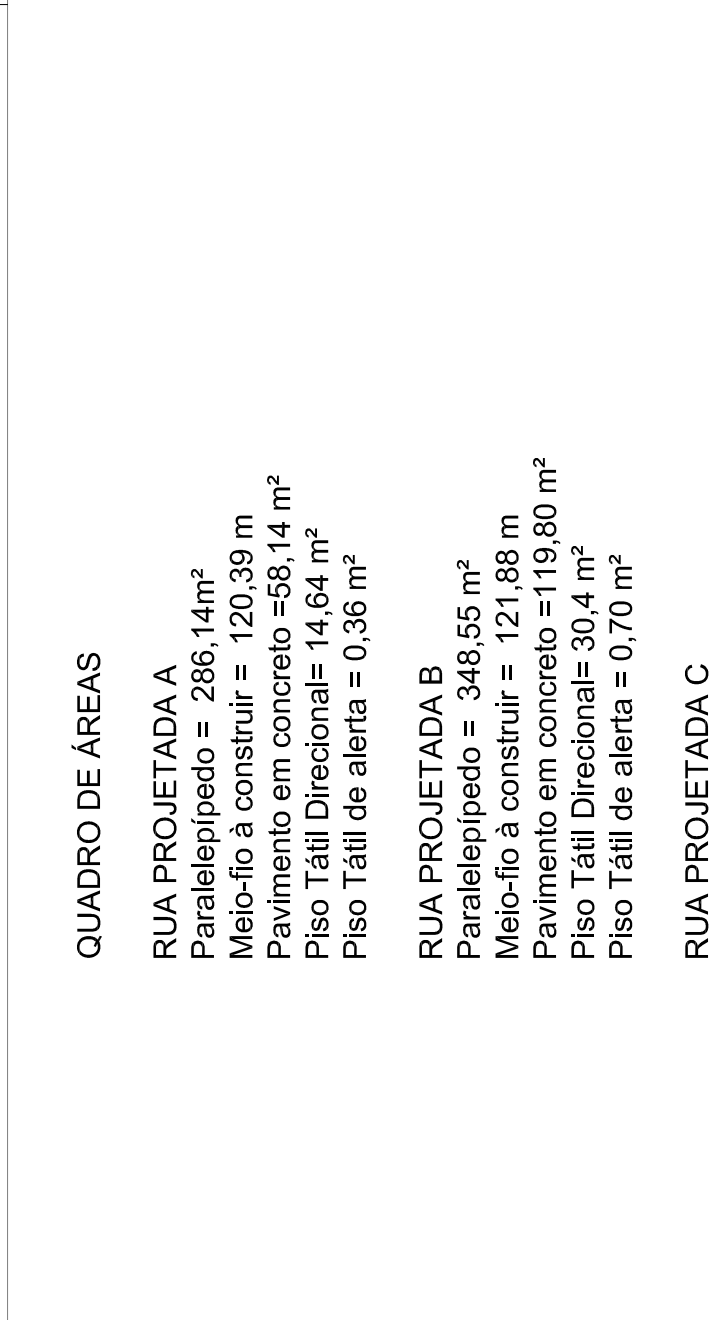 QUADRO DE ÁREAS
RUA PROJETADA A
Paralelepípedo = 286,14m²
Meio-fio à construir = 120,39 m
Pavimento em concreto =58,14 m²
Piso Tátil Direcional= 14,64 m²
Piso Tátil de alerta = 0,36 m²
RUA PROJETADA B
Paralelepípedo = 348,55 m²
Meio-fio à construir = 121,88 m
Pavimento em concreto =119,80 m²
Piso Tátil Direcional= 30,4 m²
Piso Tátil de alerta = 0,70 m²
RUA PROJETADA C